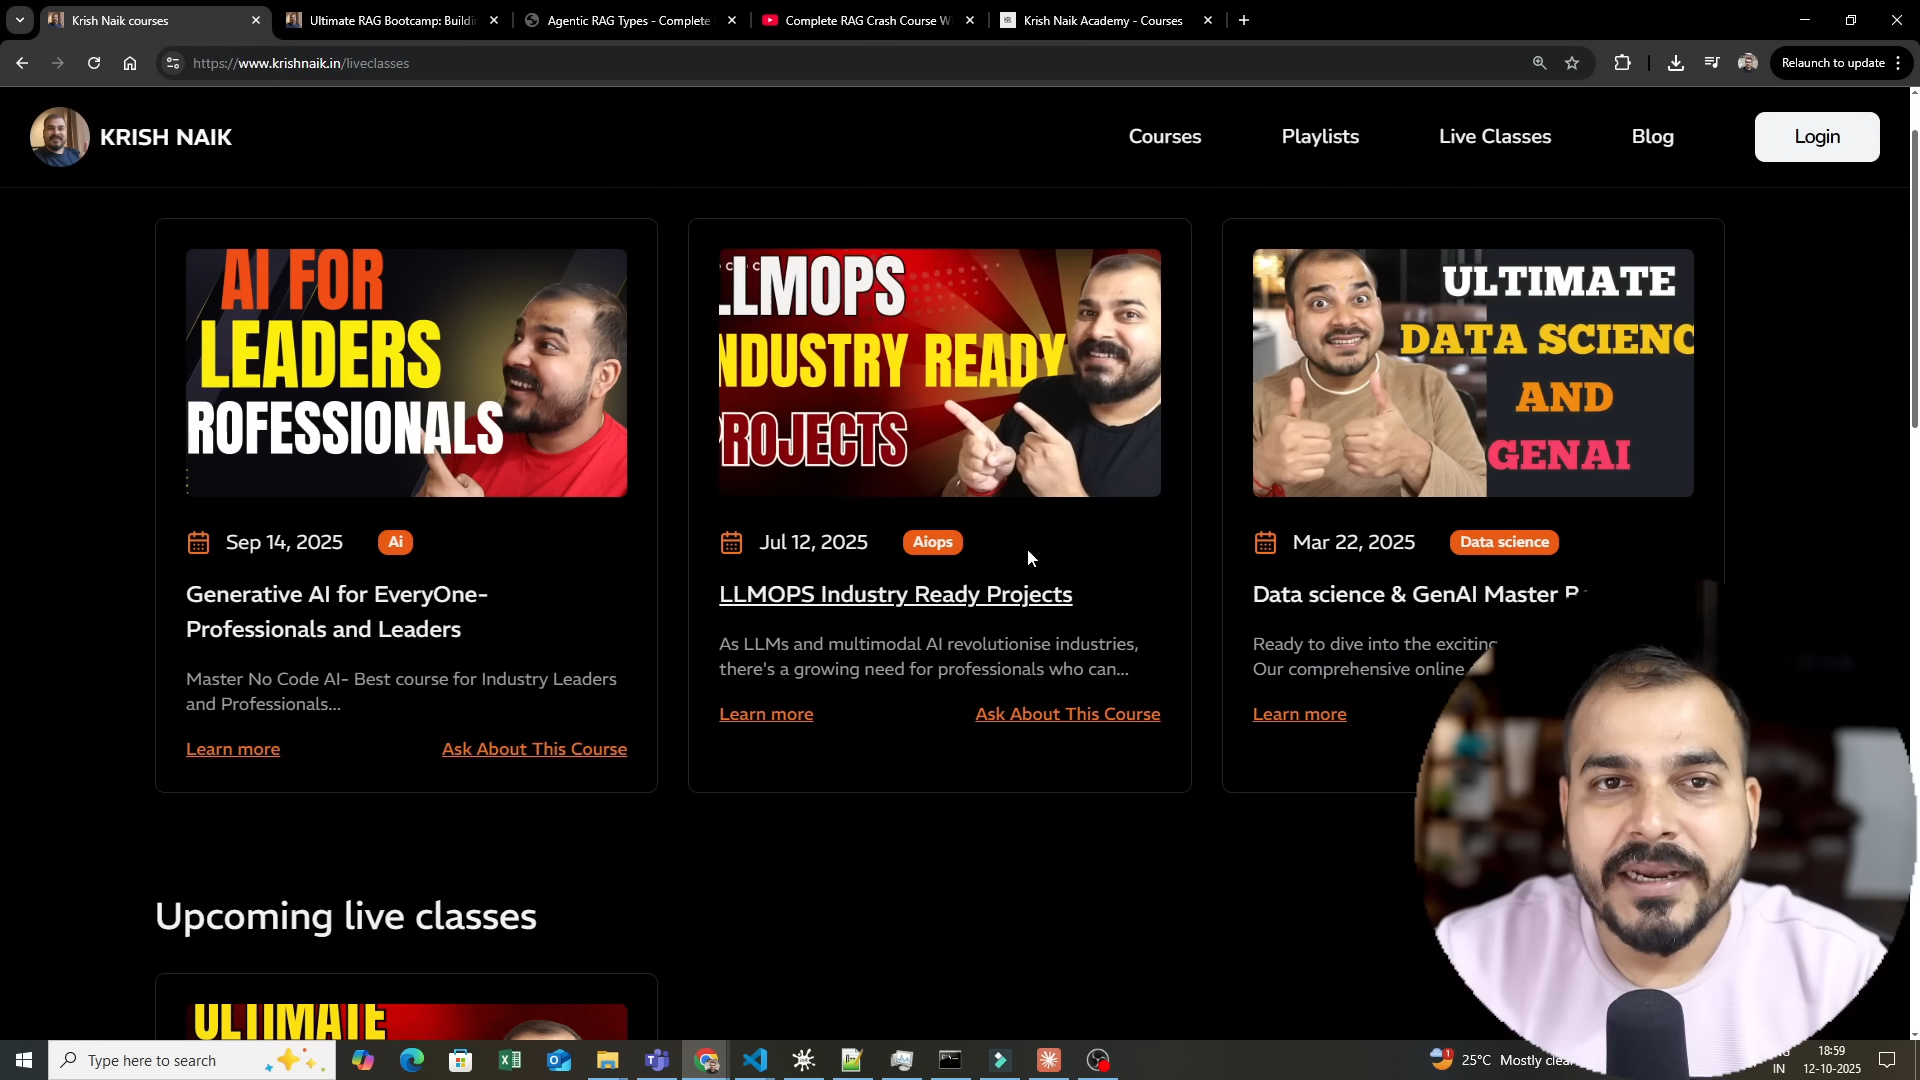 Krish Naik courses
Ultimate RAG Bootcamp: Buildi
Agentic RAG Types - Complete
Complete RAG Crash Course W
Krish Naik Academy - Courses
https://www.krishnaik.in/liveclasses
Relaunch to update
KRISH NAIK
Courses
Playlists
Live Classes
Blog
Login
AI FOR
LEADERS
ROFESSIONALS
Sep 14, 2025
Ai
Generative AI for EveryOne-
Professionals and Leaders
Master No Code AI- Best course for Industry Leaders
and Professionals...
Learn more
Ask About This Course
LLMOPS
NDUSTRY READY
PROJECTS
Jul 12, 2025
Aiops
LLMOPS Industry Ready Projects
As LLMs and multimodal AI revolutionise industries,
there's a growing need for professionals who can...
Learn more
Ask About This Course
ULTIMATE
DATA SCIENC
AND
GENAI
Mar 22, 2025
Data science
Data science & GenAI Master
Ready to dive into the exciting
Our comprehensive online
Learn more
Upcoming live classes
ULTIMATE
Type here to search
25°C Mostly clear
IN
18:59
12-10-2025